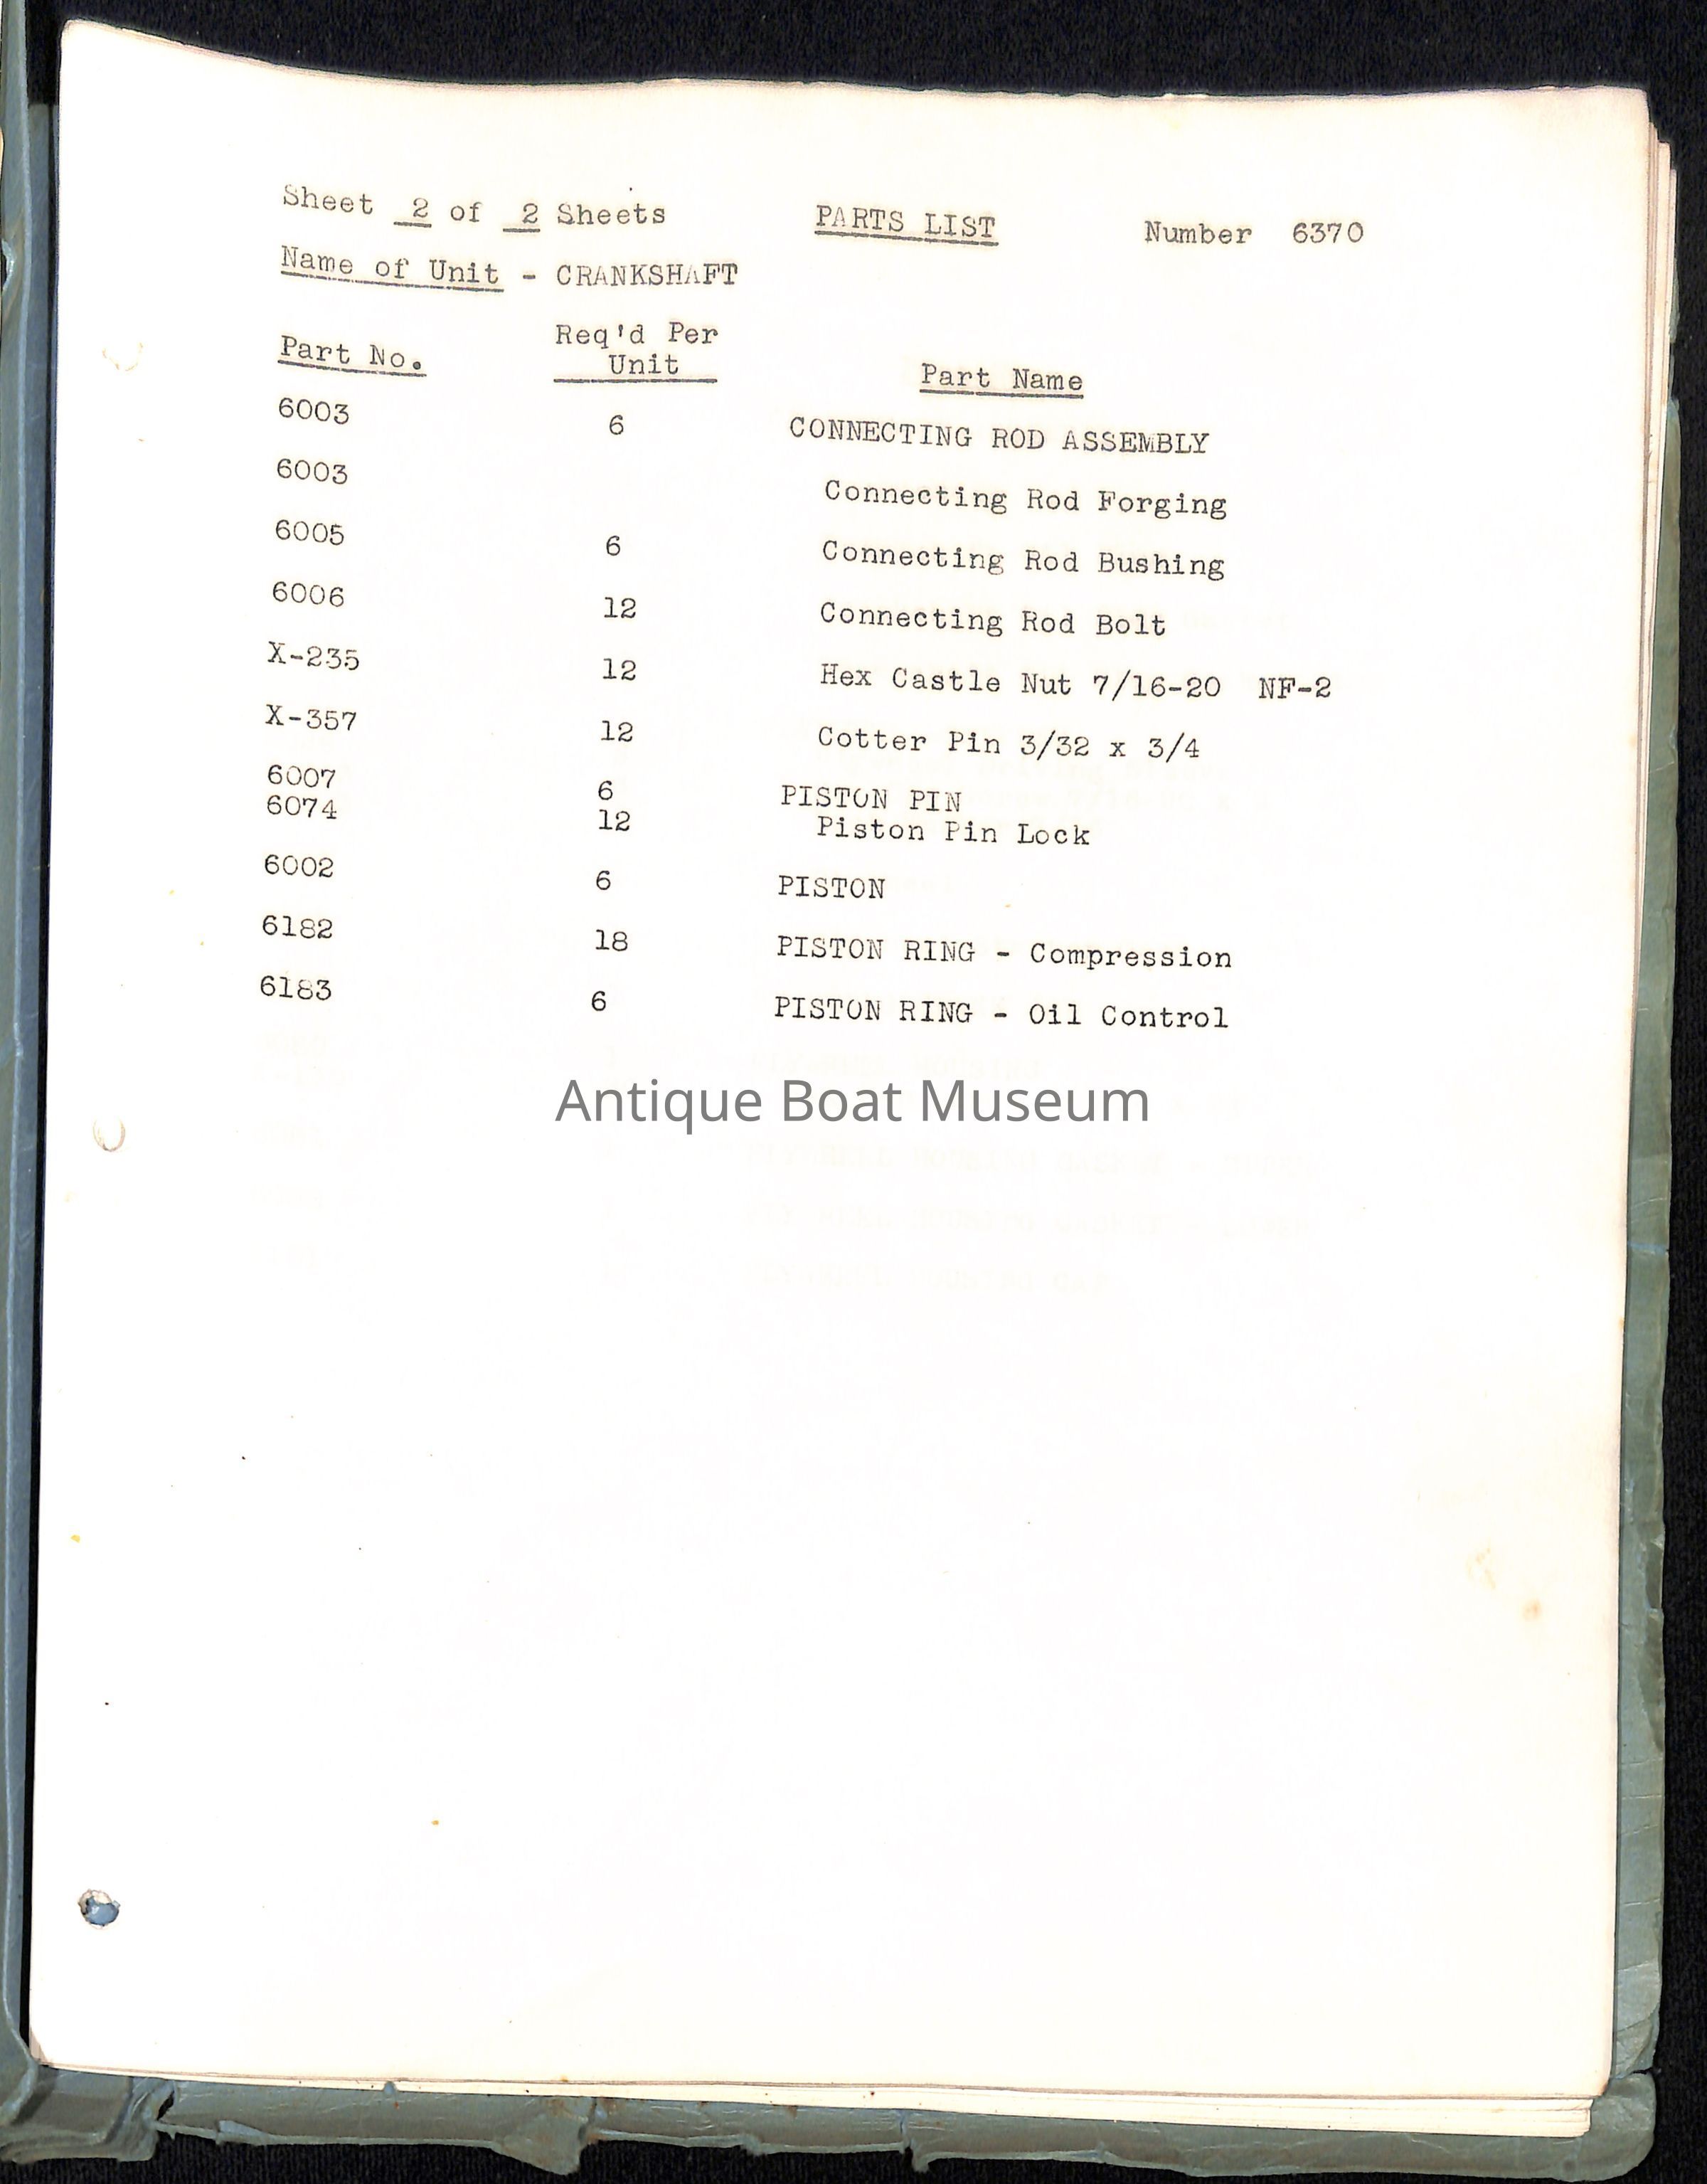 Sheet 2 of 2 Sheets PARTS LIST Number 6370
Name of Unit - CRANKSHAFT
Part No. Req'd Per Unit Part Name
6003 6 CONNECTING ROD ASSEMBLY
6003 Connecting Rod Forging
6005 6 Connecting Rod Bushing
6006 12 Connecting Rod Bolt
X-235 12 Hex Castle Nut 7/16-20 NF-2
X-357 12 Cotter Pin 3/32 x 3/4
6007 6 PISTON PIN
6074 12 Piston Pin Lock
6002 6 PISTON
6182 18 PISTON RING - Compression
6183 6 PISTON RING - Oil Control
Antique Boat Museum